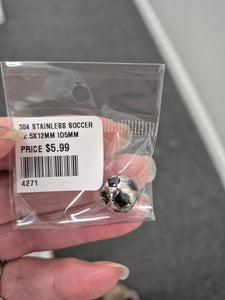 304 STAINLESS SOCCER
12.5X12MM ID5MM
PRICE $5.99
4271